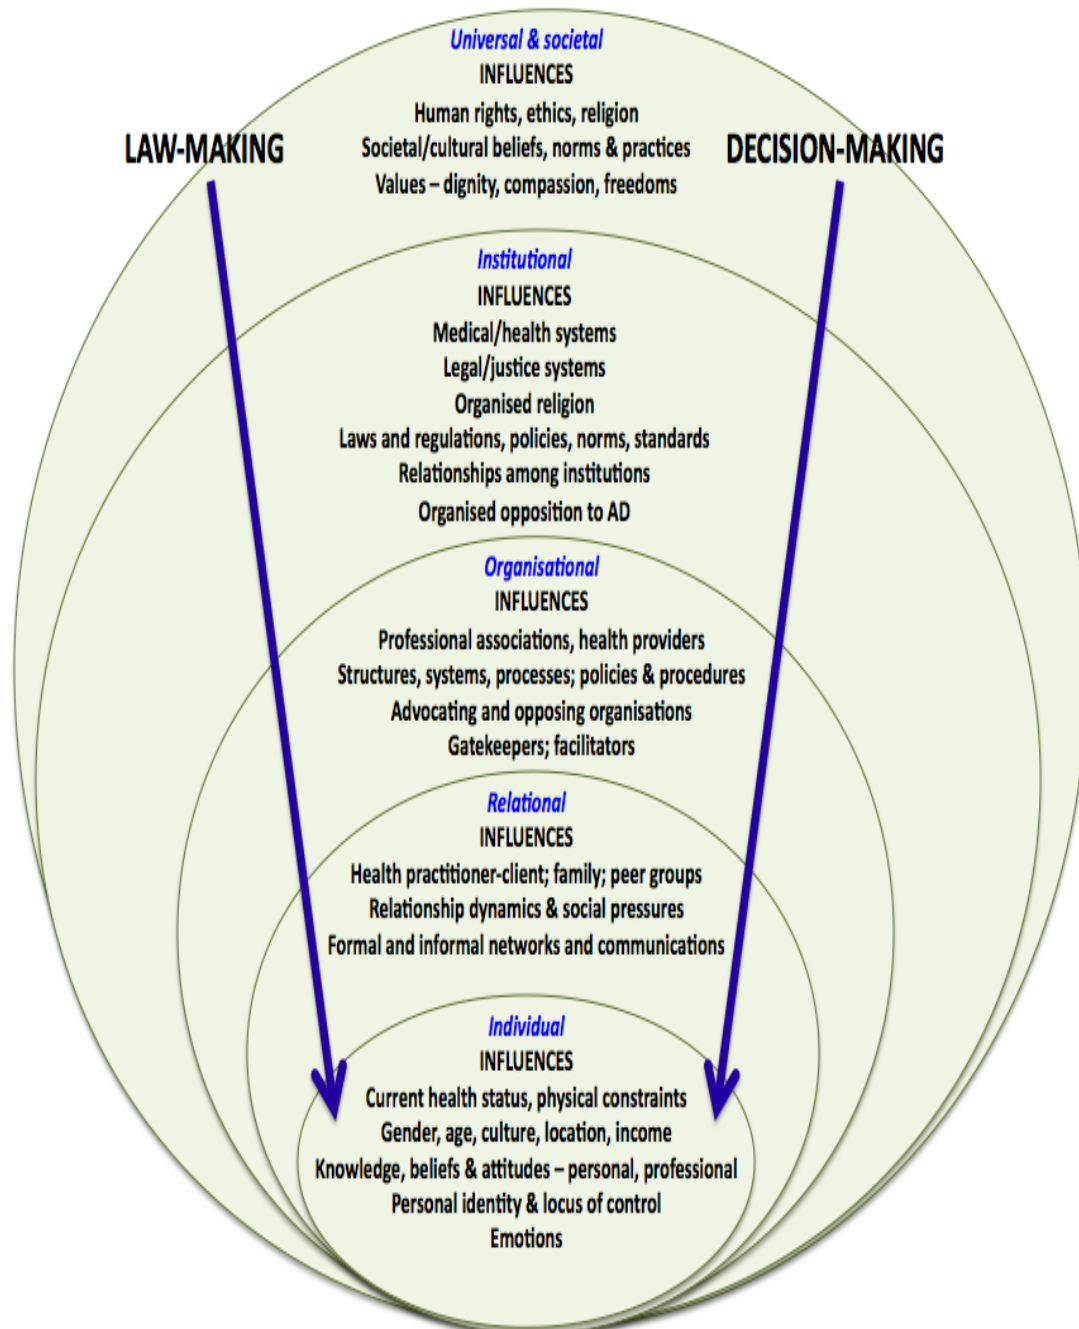 Universal & societal
INFLUENCES
Human rights, ethics, religion
LAW-MAKING
Societal/cultural beliefs, norms & practices
DECISION-MAKING
Values – dignity, compassion, freedoms
Institutional
INFLUENCES
Medical/health systems
Legal/justice systems
Organised religion
Laws and regulations, policies, norms, standards
Relationships among institutions
Organised opposition to AD
Organisational
INFLUENCES
Professional associations, health providers
Structures, systems, processes; policies & procedures
Advocating and opposing organisations
Gatekeepers; facilitators
Relational
INFLUENCES
Health practitioner-client; family; peer groups
Relationship dynamics & social pressures
Formal and informal networks and communications
Individual
INFLUENCES
Current health status, physical constraints
Gender, age, culture, location, income
Knowledge, beliefs & attitudes – personal, professional
Personal identity & locus of control
Emotions